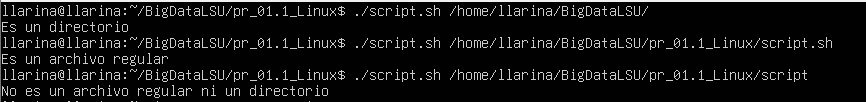 llarina@llarina:~/BigDataLSU/pr_01.1_Linux$ ./script.sh /home/llarina/BigDataLSU/
Es un directorio
llarina@llarina:~/BigDataLSU/pr_01.1_Linux$ ./script.sh /home/llarina/BigDataLSU/pr_01.1_Linux/script.sh
Es un archivo regular
llarina@llarina:~/BigDataLSU/pr_01.1_Linux$ ./script.sh /home/llarina/BigDataLSU/pr_01.1_Linux/script
No es un archivo regular ni un directorio